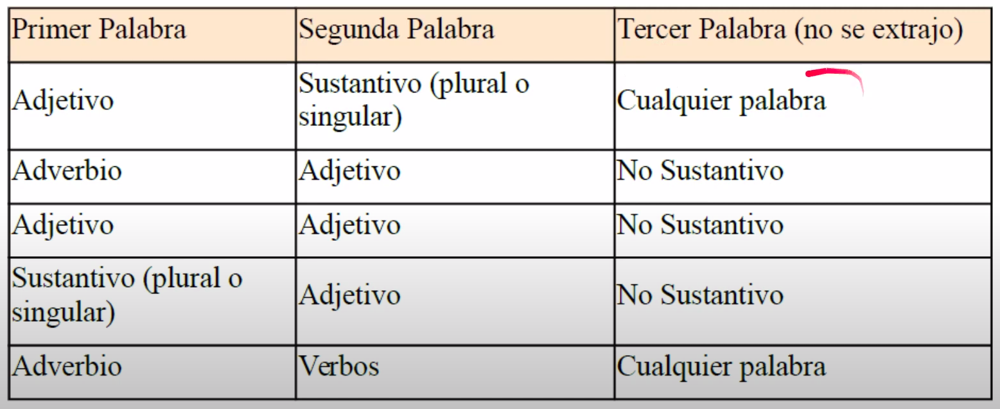 Primer Palabra
Segunda Palabra
Tercer Palabra (no se extrajo)
Adjetivo
Sustantivo (plural o
singular)
Cualquier palabra
Adverbio
Adjetivo
No Sustantivo
Adjetivo
Adjetivo
No Sustantivo
Sustantivo (plural o
singular)
Adjetivo
No Sustantivo
Adverbio
Verbos
Cualquier palabra